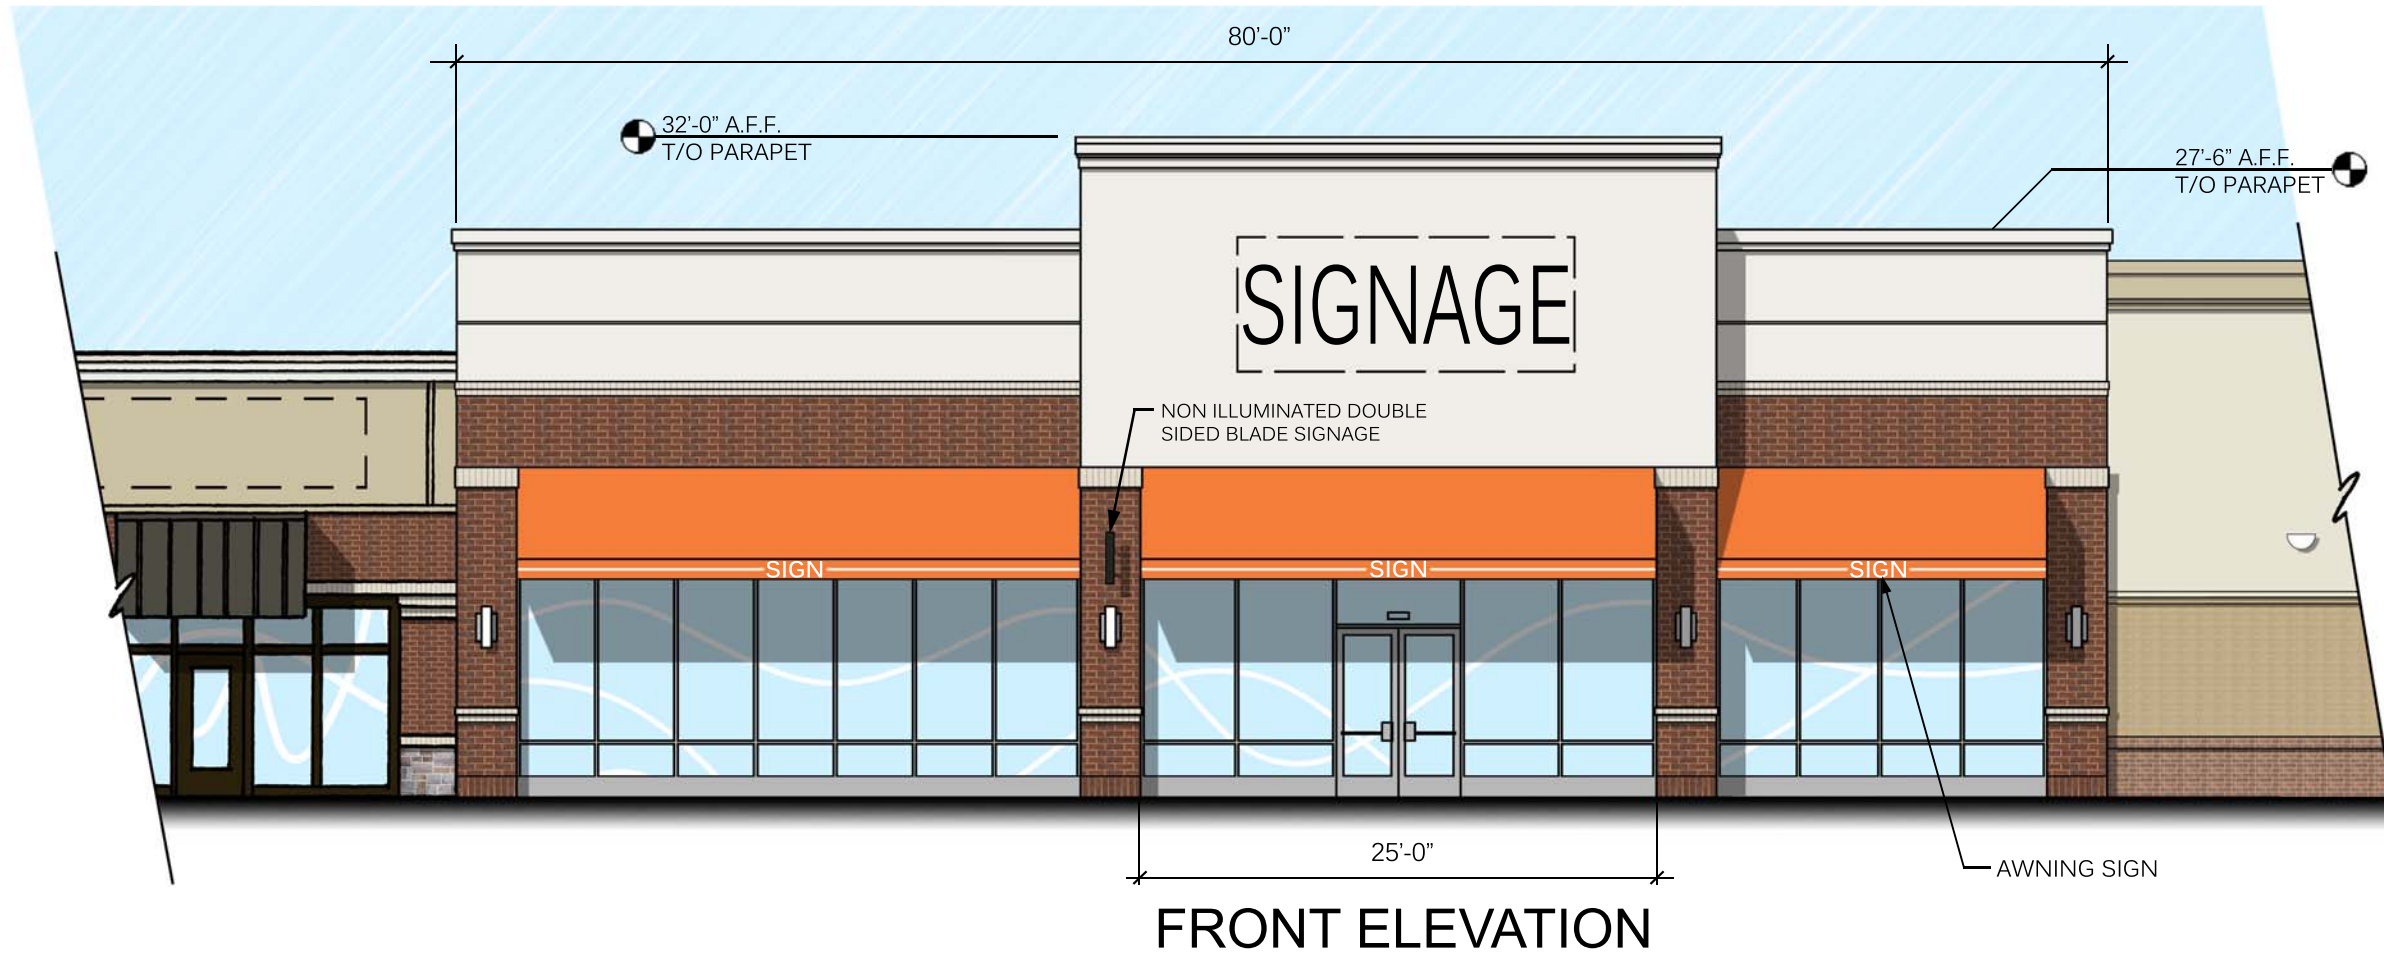 80’-0”
32’-0” A.F.F.
T/O PARAPET
27’-6” A.F.F.
T/O PARAPET
SIGNAGE
NON ILLUMINATED DOUBLE
SIDED BLADE SIGNAGE
SIGN
SIGN
SIGN
25’-0”
AWNING SIGN
FRONT ELEVATION